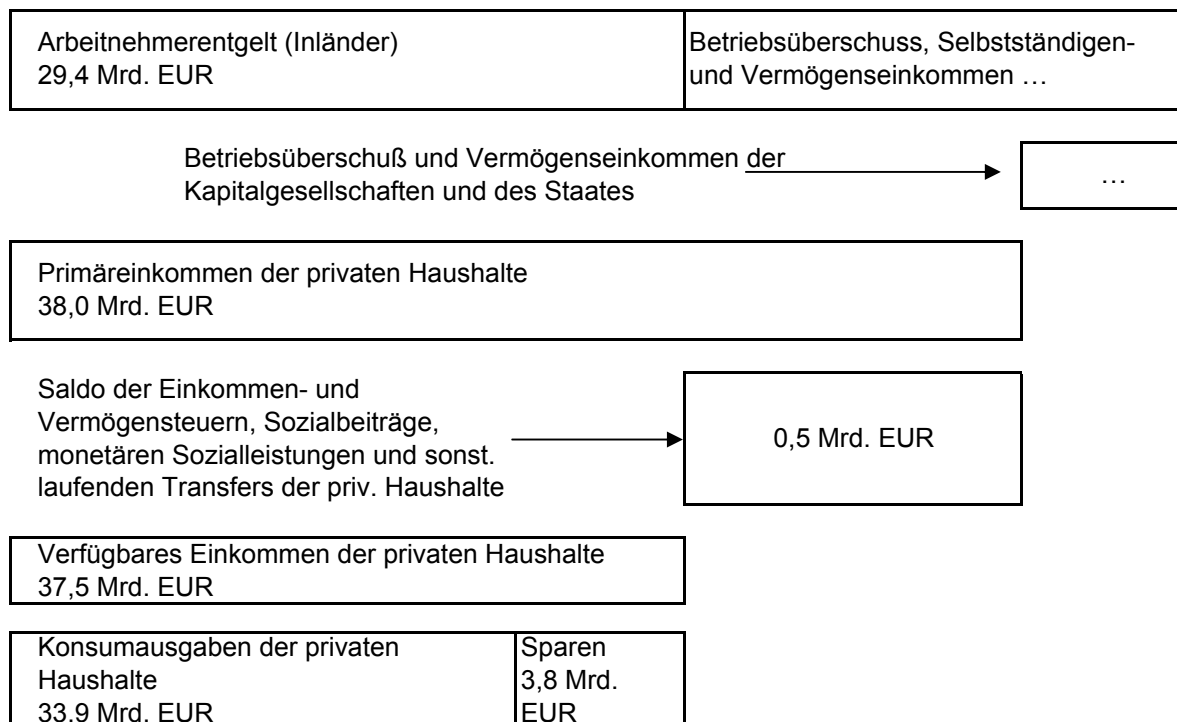 Arbeitnehmerentgelt (Inländer)
29,4 Mrd. EUR
Betriebsüberschuss, Selbstständigen-
und Vermögenseinkommen …
Betriebsüberschuß und Vermögenseinkommen der
Kapitalgesellschaften und des Staates
…
Primäreinkommen der privaten Haushalte
38,0 Mrd. EUR
Saldo der Einkommen- und
Vermögensteuern, Sozialbeiträge,
monetären Sozialleistungen und sonst.
laufenden Transfers der priv. Haushalte
0,5 Mrd. EUR
Verfügbares Einkommen der privaten Haushalte
37,5 Mrd. EUR
Konsumausgaben der privaten
Haushalte
33,9 Mrd. EUR
Sparen
3,8 Mrd.
EUR